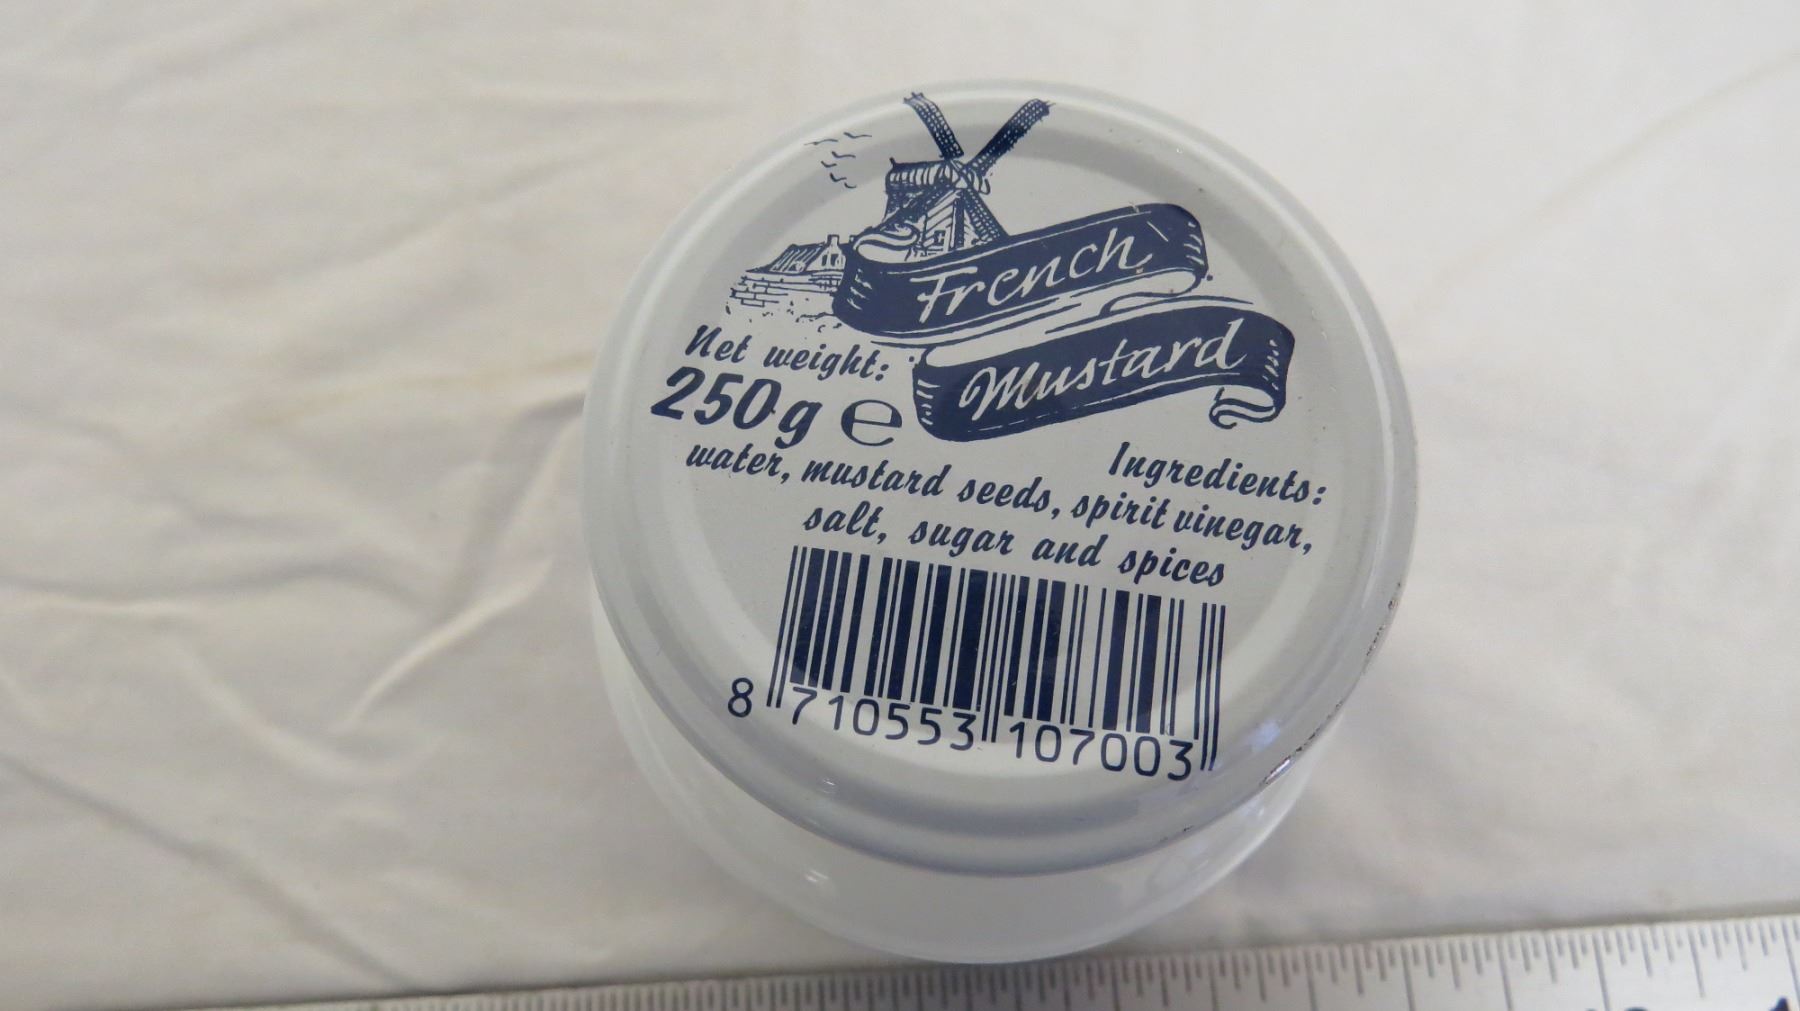 French
Mustard
Net weight:
250g e
Ingredients:
water, mustard seeds, spirit vinegar,
salt, sugar and spices
8 710553 107003